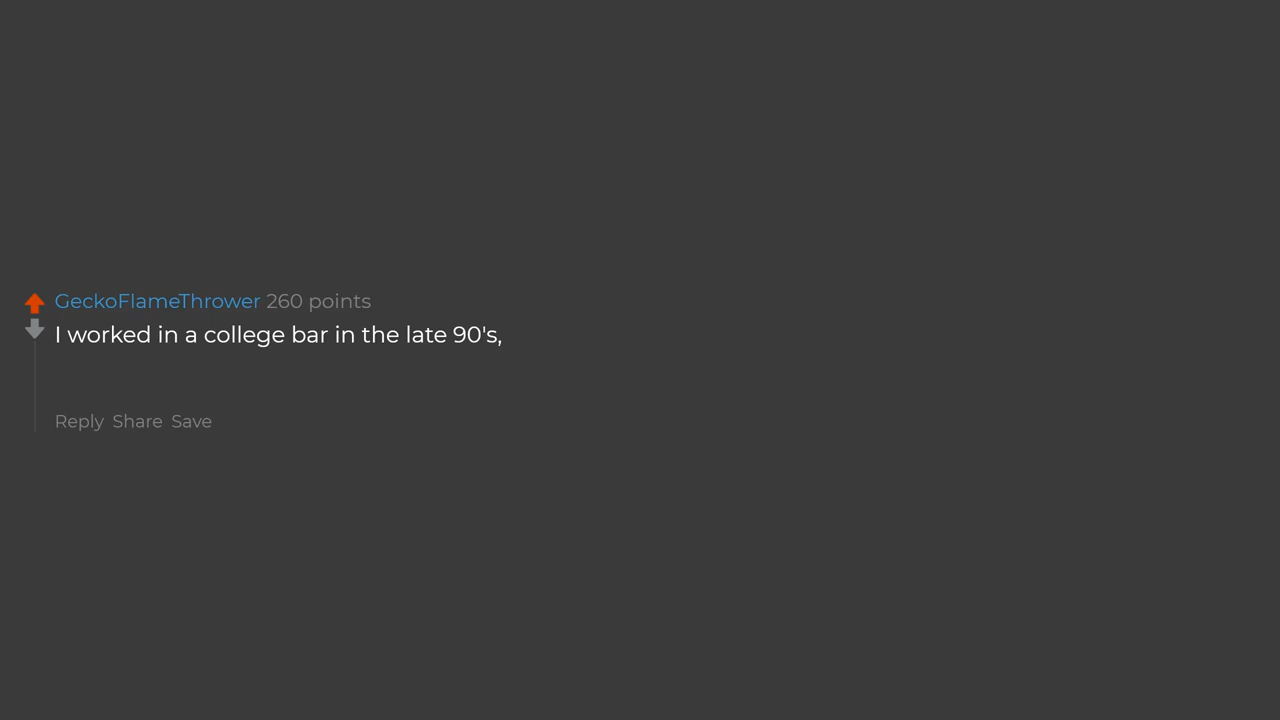 GeckoFlameThrower 260 points
I worked in a college bar in the late 90's,
Reply Share Save